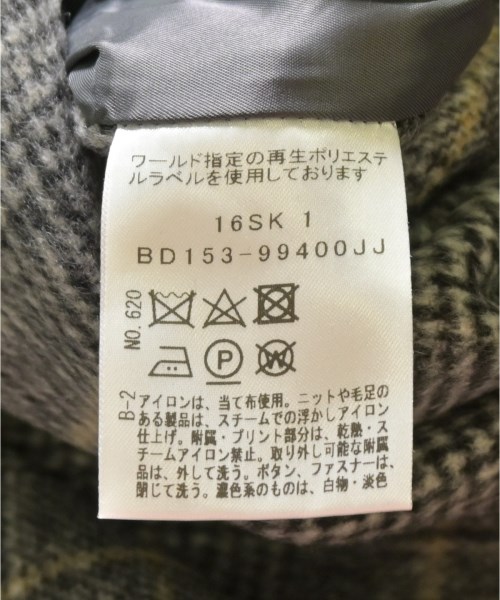 ワールド指定の再生ポリエステ
ルラベルを使用しております
16SK 1
BD153-99400JJ
NO. 620
P
W
B-2
アイロンは、当て布使用。ニットや毛足の
ある製品は、スチームでの浮かしアイロン
仕上げ。附属・プリント部分は、乾熱・ス
チームアイロン禁止。取り外し可能な附属
品は、外して洗う。ボタン、ファスナーは、
閉じて洗う。濃色系のものは、白物・淡色